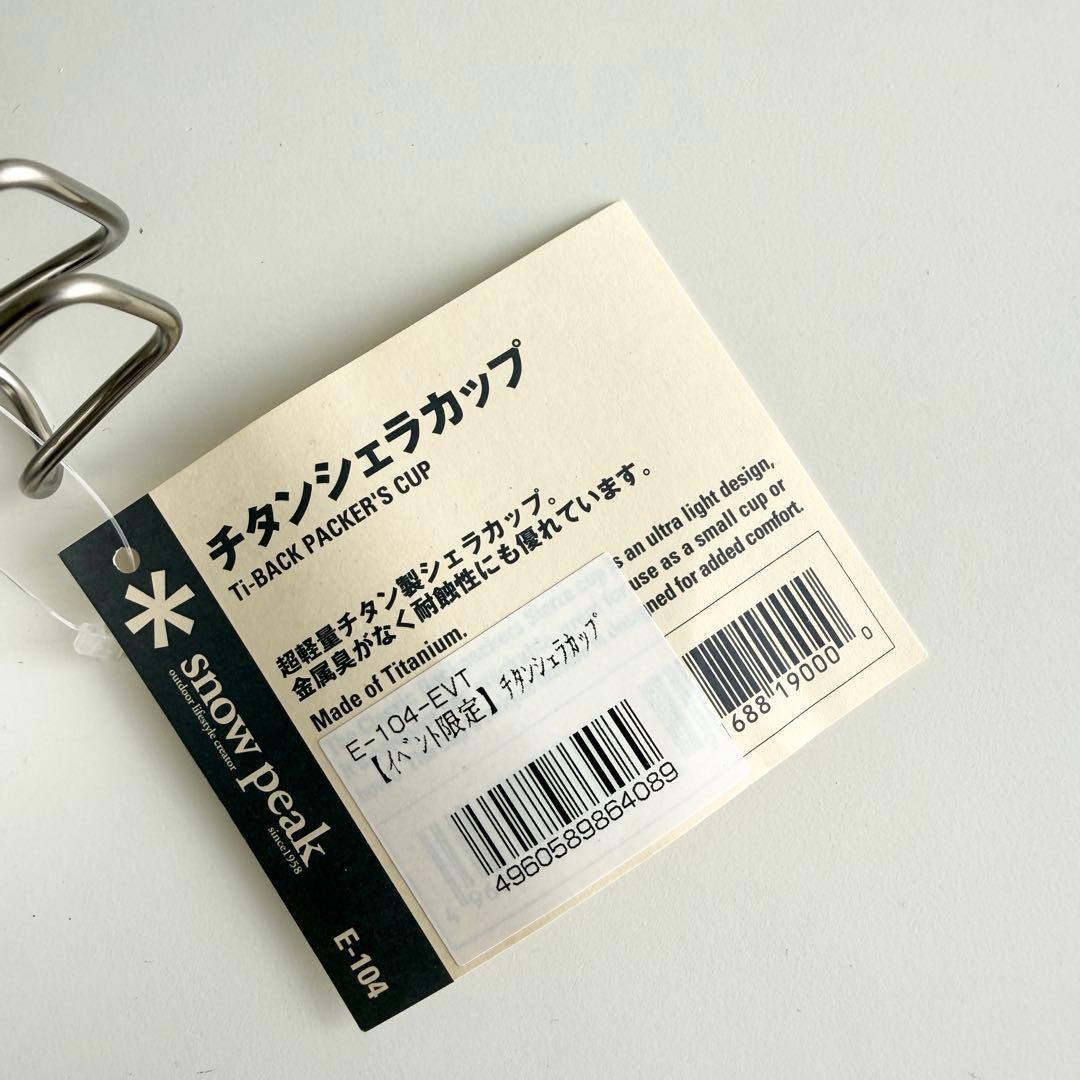 チタンシェラカップ
Ti-BACK PACKER'S CUP
超軽量チタン製シェラカップ。
金属臭がなく耐蝕性にも優れています。
Made of Titanium.
s an ultra light design,
use as a small cup or
ned for added comfort.
688 19000 0
E-104-EVT
【イベント限定】チタンシェラカップ
4960589864089
snow peak
outdoor lifestyle creator
since1958
E-104